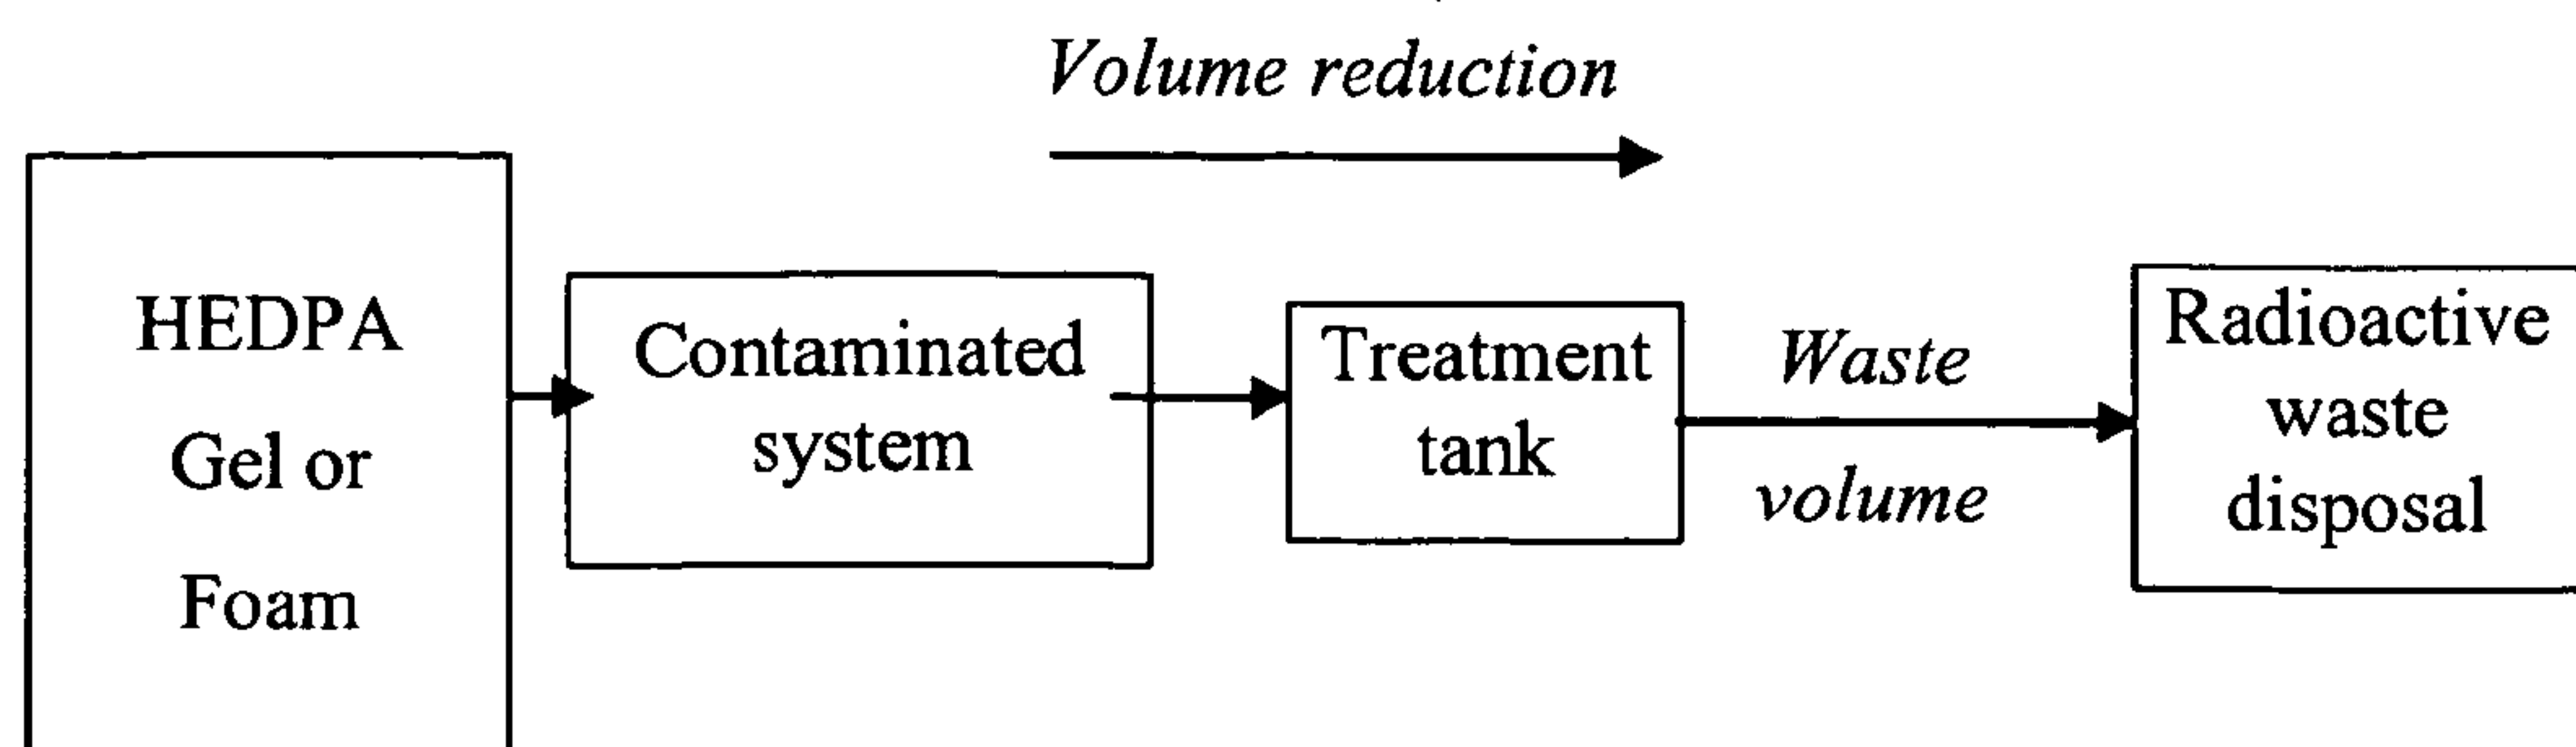 Volume reduction
HEDPA
Gel or
Foam
Contaminated
system
Treatment
tank
Waste
volume
Radioactive
waste
disposal